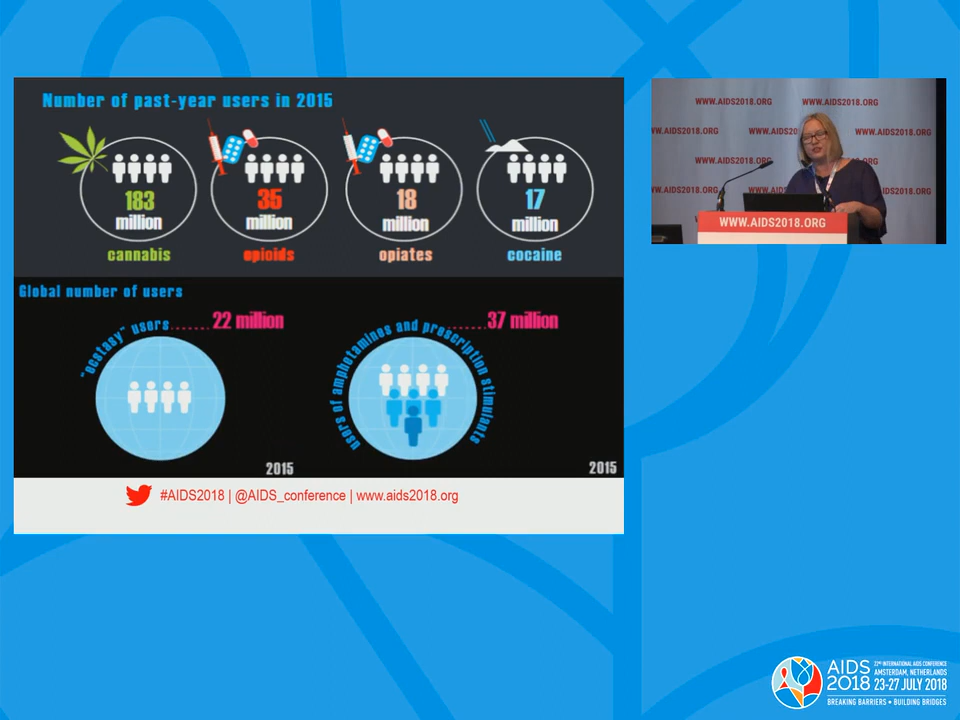 Number of past-year users in 2015
183
million
cannabis
35
million
opioids
18
million
opiates
17
million
cocaine
Global number of users
"ecstasy" users
22 million
2015
users of amphetamines and prescription stimulants
37 million
2015
#AIDS2018 | @AIDS_conference | www.aids2018.org
WWW.AIDS2018.ORG
WWW.AIDS2018.ORG
WW.AIDS2018.ORG
WWW.AIDS20
WWW.AIDS2018.ORG
WWW.AIDS2018.ORG
WWW.AIDS2018.ORG
WWW.AIDS2018.ORG
AIDS
2018
22ND INTERNATIONAL AIDS CONFERENCE
AMSTERDAM, NETHERLANDS
23-27 JULY 2018
BREAKING BARRIERS • BUILDING BRIDGES